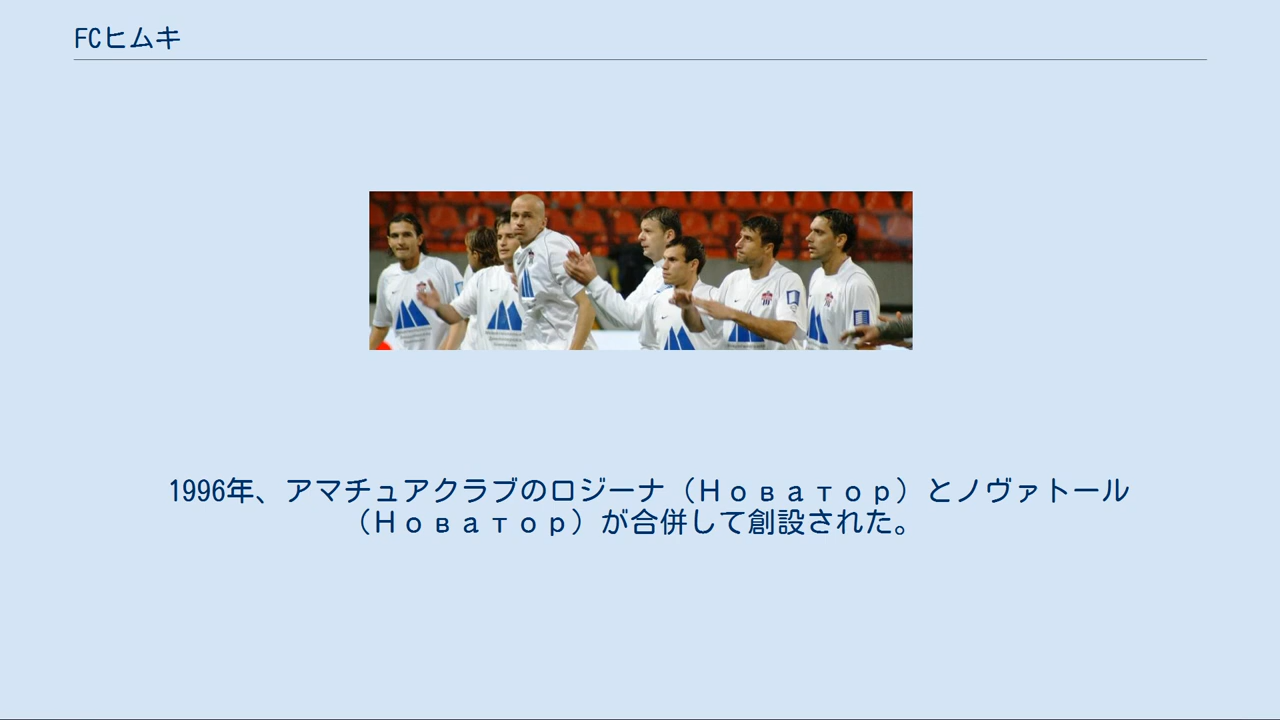 FCヒムキ
1996年、アマチュアクラブのロジーナ（Новатор）とノヴァトール
（Новатор）が合併して創設された。